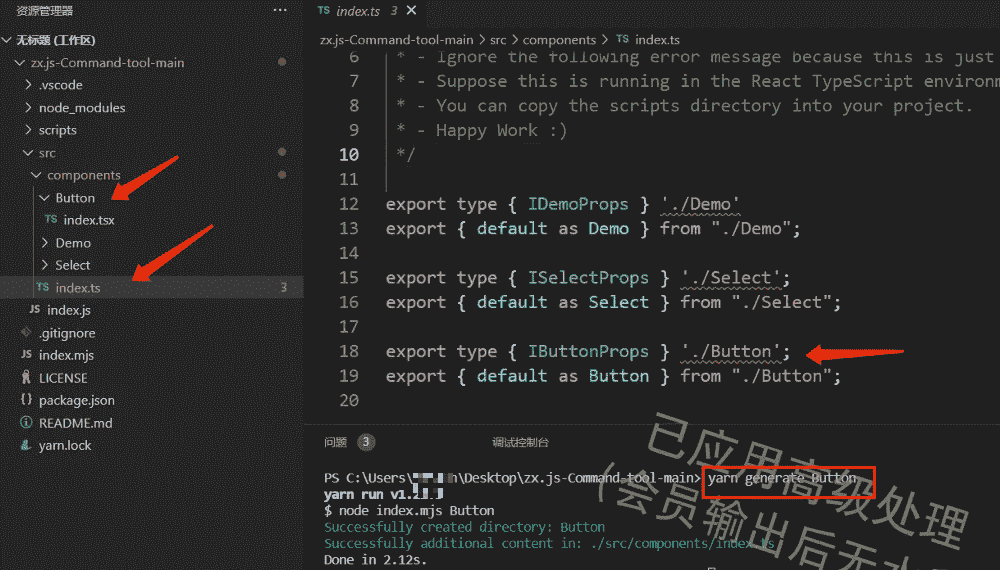 资源管理器
···
无标题 (工作区)
zx.js-Command-tool-main
.vscode
node_modules
scripts
src
components
Button
TS index.tsx
Demo
Select
TS index.ts 3
JS index.js
.gitignore
JS index.mjs
LICENSE
{} package.json
README.md
yarn.lock
TS index.ts 3
zx.js-Command-tool-main > src > components > TS index.ts
6 * - Ignore the following error message because this is just
7 * - Suppose this is running in the React TypeScript environm
8 * - You can copy the scripts directory into your project.
9 * - Happy Work :)
10 */
11
12 export type { IDemoProps } './Demo'
13 export { default as Demo } from "./Demo";
14
15 export type { ISelectProps } './Select';
16 export { default as Select } from "./Select";
17
18 export type { IButtonProps } './Button';
19 export { default as Button } from "./Button";
20
问题 3 调试控制台
PS C:\Users\ n\Desktop\zx.js-Command-tool-main> yarn generate Button
yarn run v1.2
$ node index.mjs Button
Successfully created directory: Button
Successfully additional content in: ./src/components/index.ts
Done in 2.12s.
已应用高级处理
（会员输出后无水